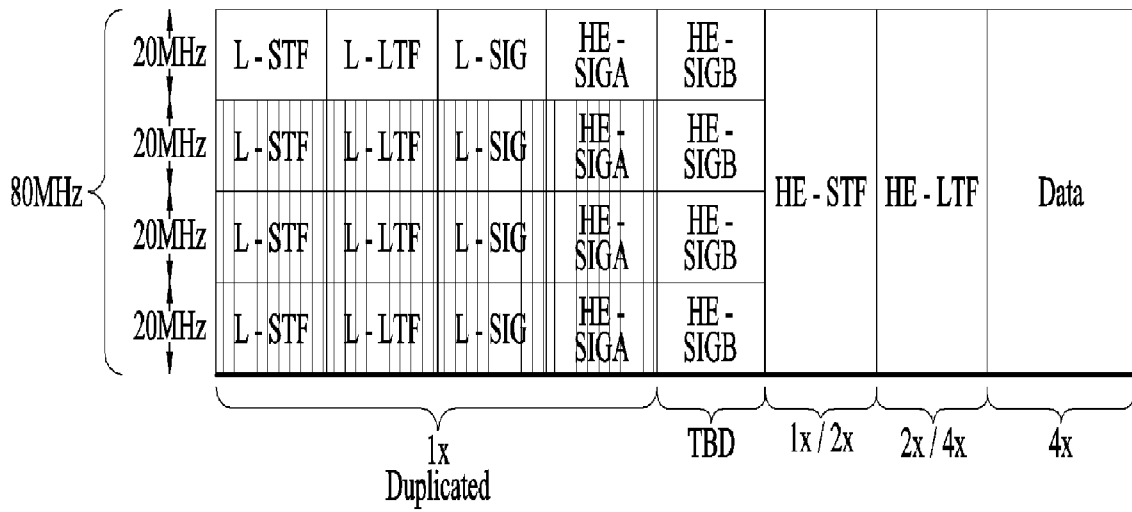 20MHz L - STF L - LTF L - SIG HE - SIGA HE - SIGB
20MHz L - STF L - LTF L - SIG HE - SIGA HE - SIGB
80MHz
HE - STF HE - LTF Data
20MHz L - STF L - LTF L - SIG HE - SIGA HE - SIGB
20MHz L - STF L - LTF L - SIG HE - SIGA HE - SIGB
1x
Duplicated
TBD
1x / 2x
2x / 4x
4x